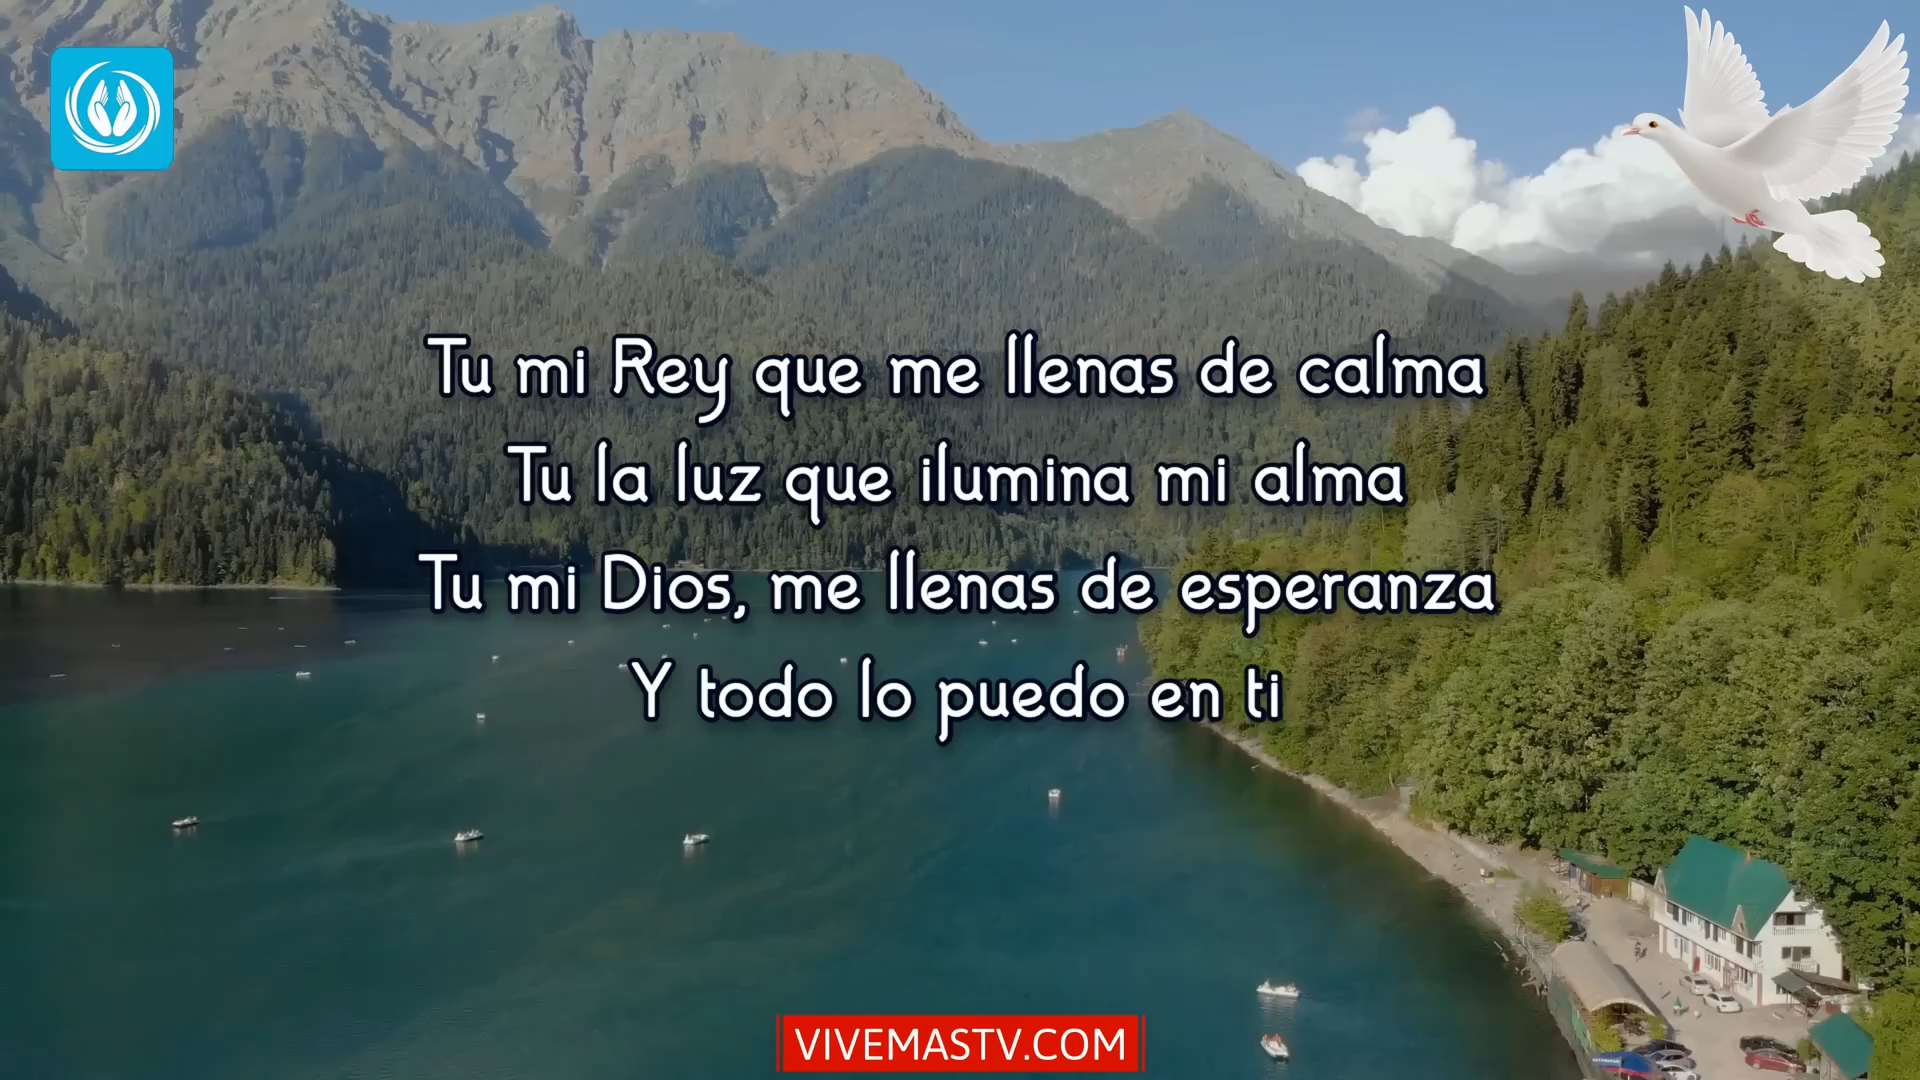 Tu mi Rey que me llenas de calma
Tu la luz que ilumina mi alma
Tu mi Dios, me llenas de esperanza
Y todo lo puedo en ti
VIVEMASTV.COM